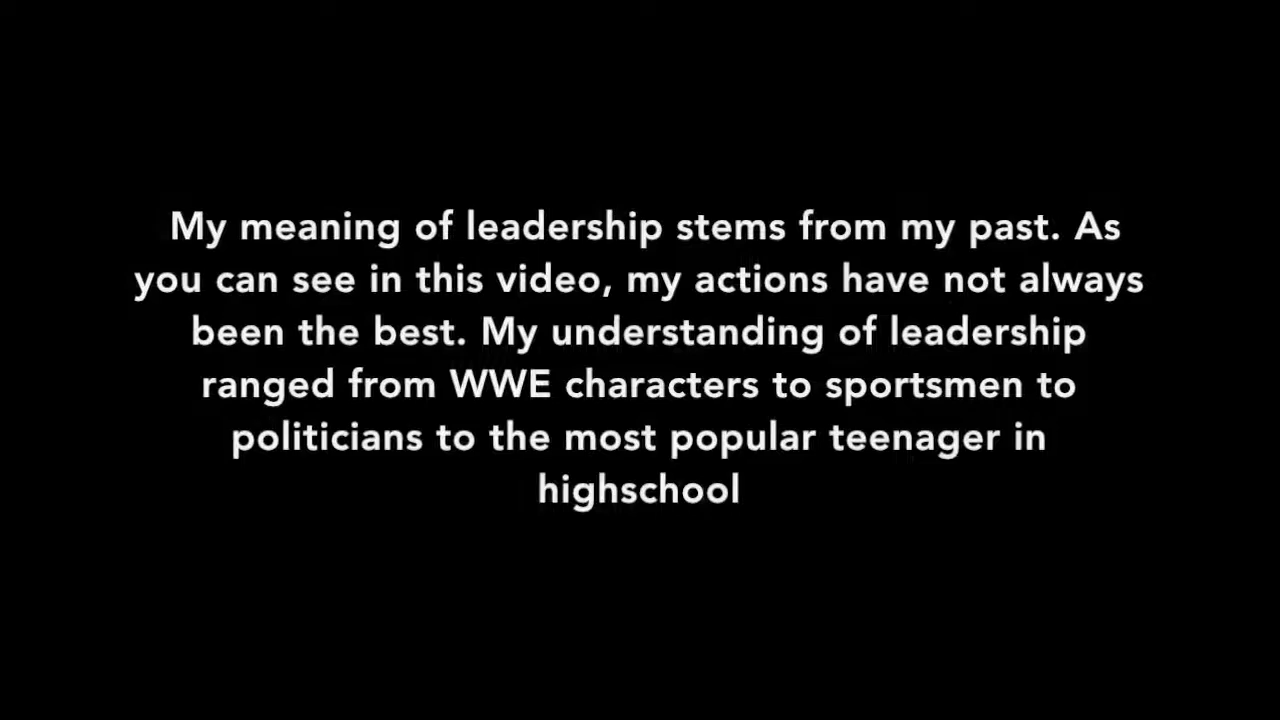 My meaning of leadership stems from my past. As
you can see in this video, my actions have not always
been the best. My understanding of leadership
ranged from WWE characters to sportsmen to
politicians to the most popular teenager in
highschool